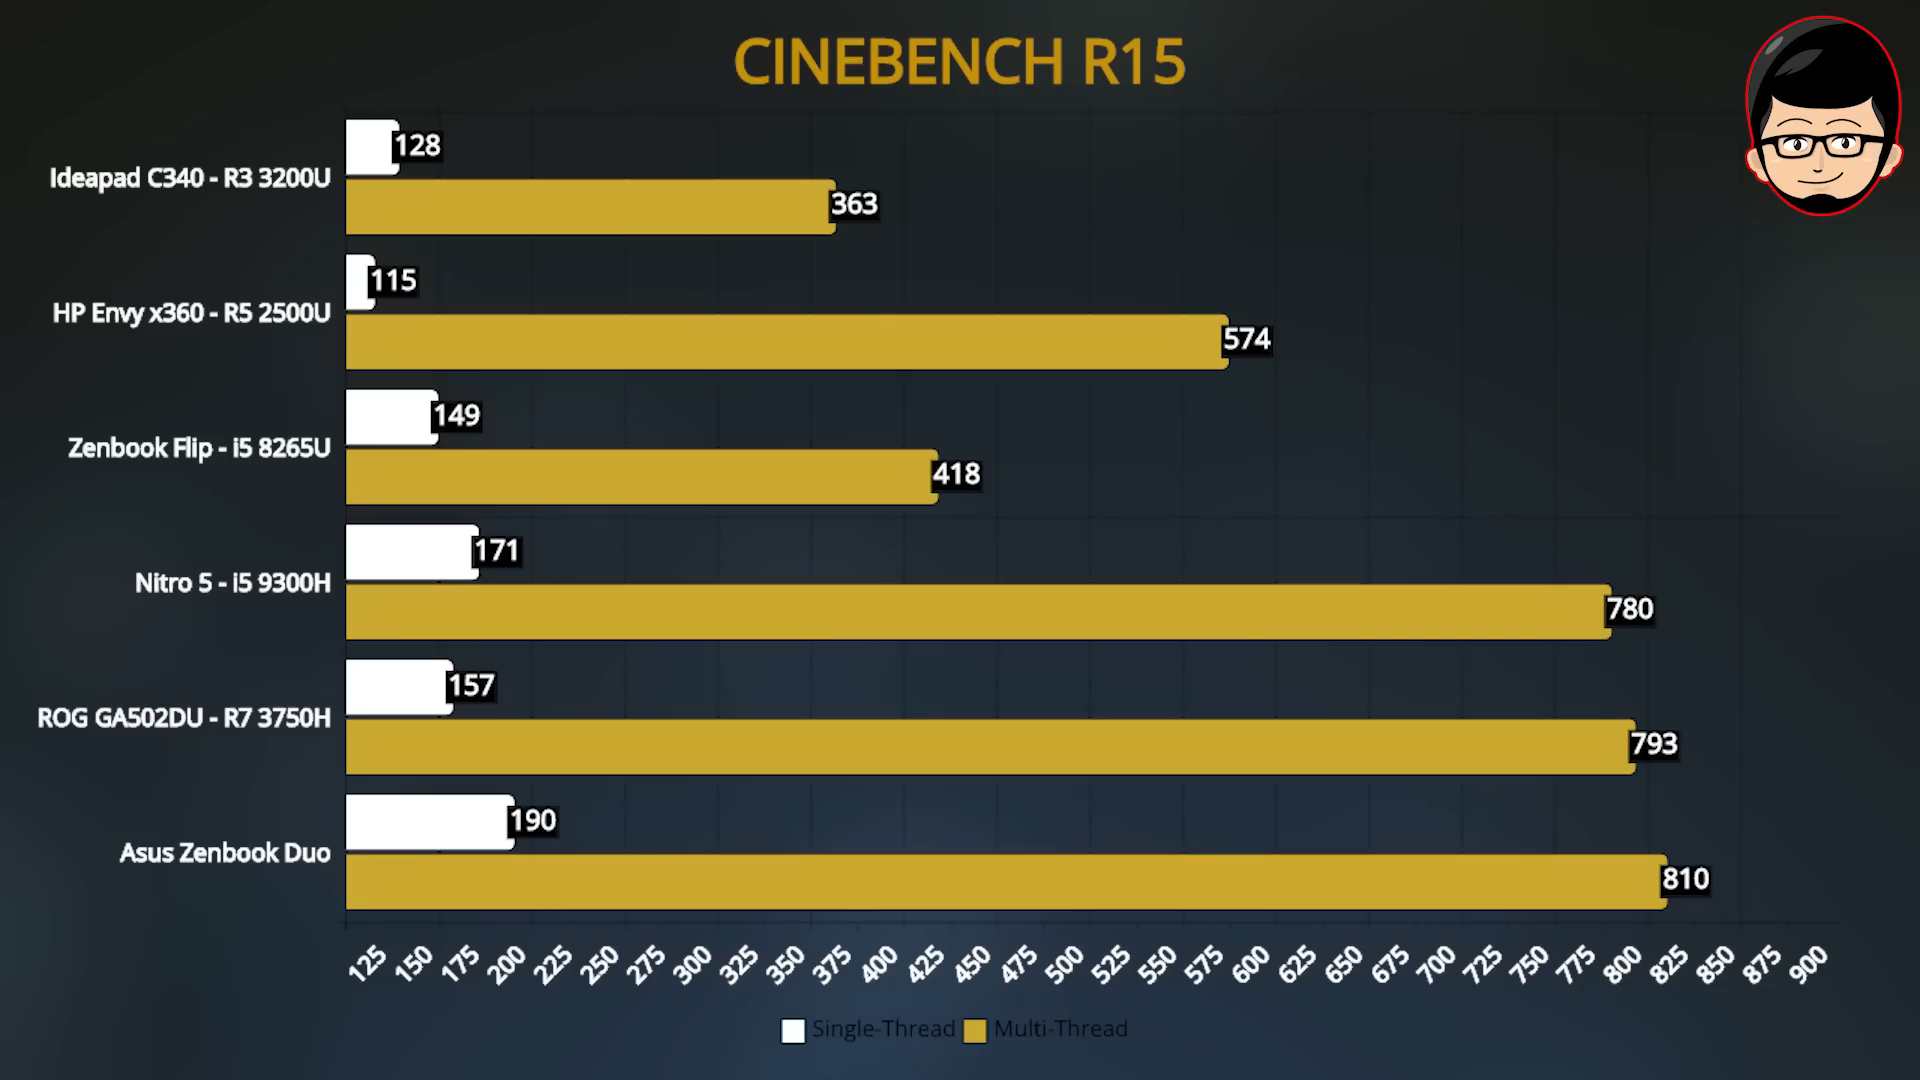 CINEBENCH R15
Ideapad C340 - R3 3200U
128
363
HP Envy x360 - R5 2500U
115
574
Zenbook Flip - i5 8265U
149
418
Nitro 5 - i5 9300H
171
780
ROG GA502DU - R7 3750H
157
793
Asus Zenbook Duo
190
810
125 150 175 200 225 250 275 300 325 350 375 400 425 450 475 500 525 550 575 600 625 650 675 700 725 750 775 800 825 850 875 900
Single-Thread Multi-Thread